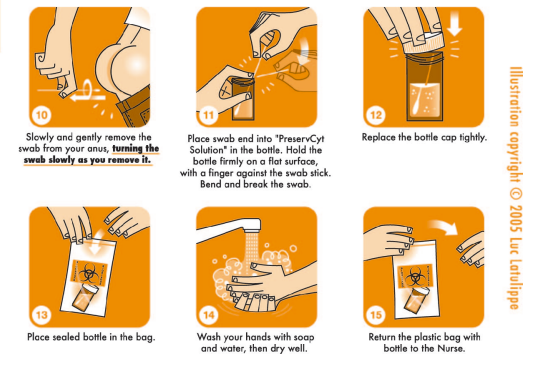 10
Slowly and gently remove the
swab from your anus, turning the
swab slowly as you remove it.
11
Place swab end into "PreservCyt
Solution" in the bottle. Hold the
bottle firmly on a flat surface,
with a finger against the swab stick.
Bend and break the swab.
12
Replace the bottle cap tightly.
13
Place sealed bottle in the bag.
14
Wash your hands with soap
and water, then dry well.
15
Return the plastic bag with
bottle to the Nurse.
Illustration copyright © 2005 Luc Latulippe